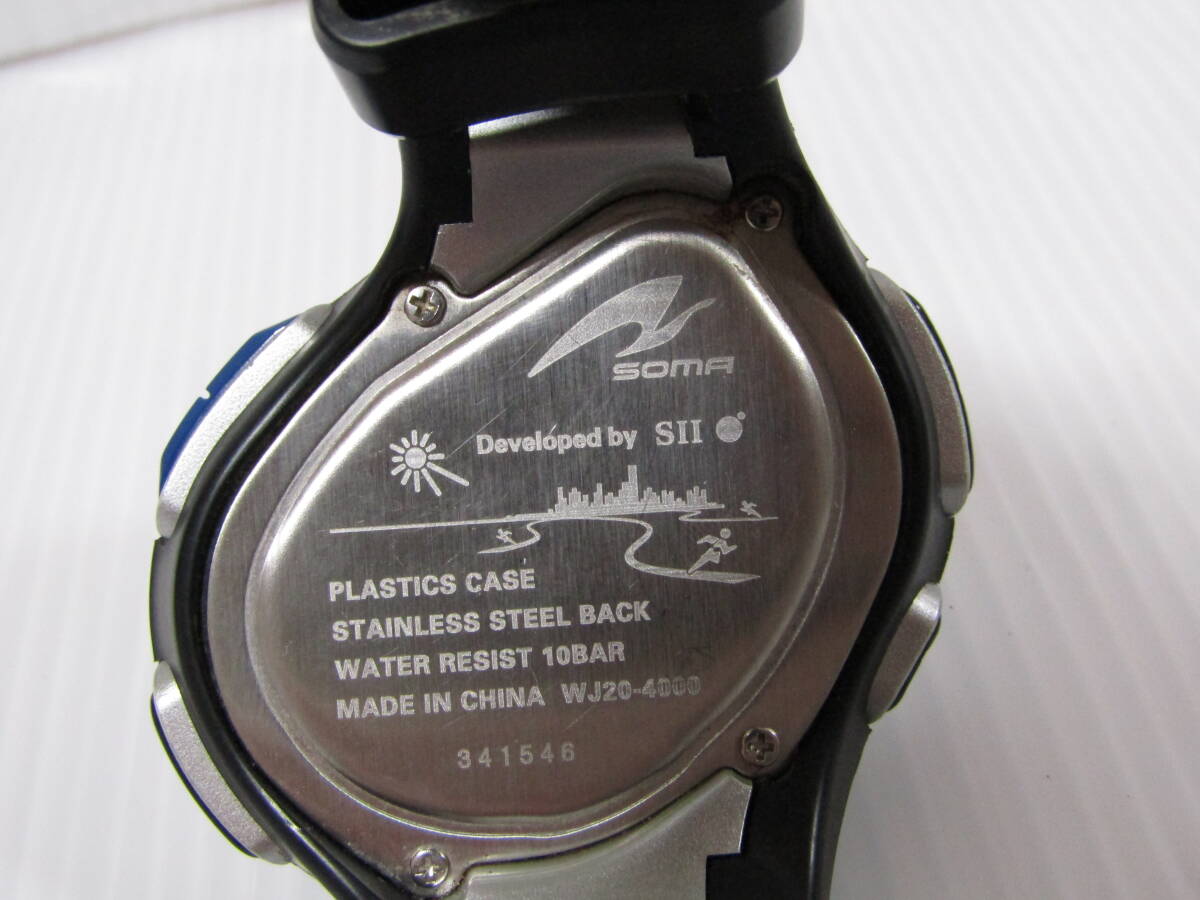 SOMA
Developed by SII
PLASTICS CASE
STAINLESS STEEL BACK
WATER RESIST 10BAR
MADE IN CHINA WJ20-4000
341546